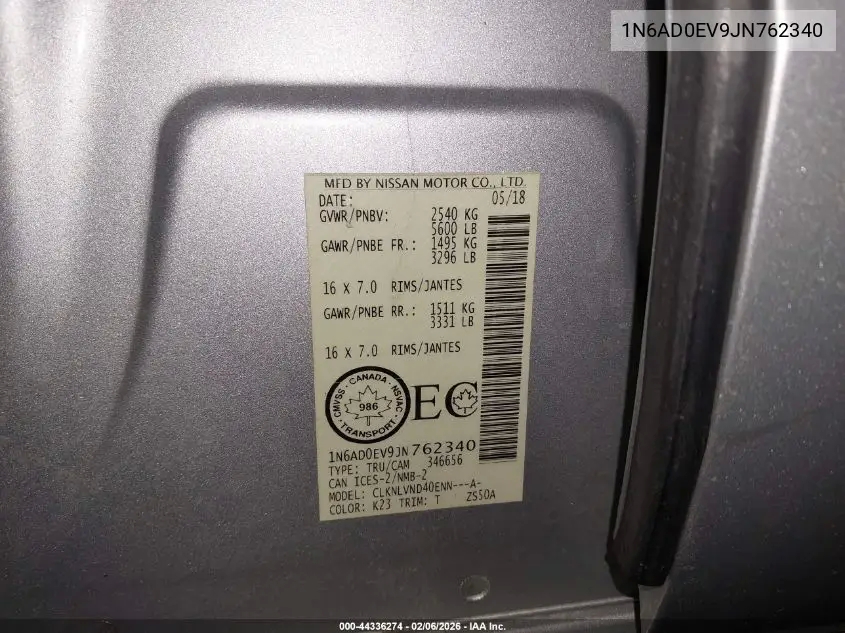 1N6AD0EV9JN762340
MFD BY NISSAN MOTOR CO., LTD.
DATE: 05/18
GVWR/PNBV: 2540 KG
5600 LB
GAWR/PNBE FR.: 1495 KG
3296 LB
16 X 7.0 RIMS/JANTES
GAWR/PNBE RR.: 1511 KG
3331 LB
16 X 7.0 RIMS/JANTES
CANADA · NSVAC · TRANSPORT · CMVSS ·
986
EC
1N6AD0EV9JN762340
TYPE: TRU/CAM 346656
CAN ICES-2/NMB-2
MODEL: CLKNLVND40ENN---A-
COLOR: K23 TRIM: T ZS50A
000-44336274 - 02/06/2026 - IAA Inc.